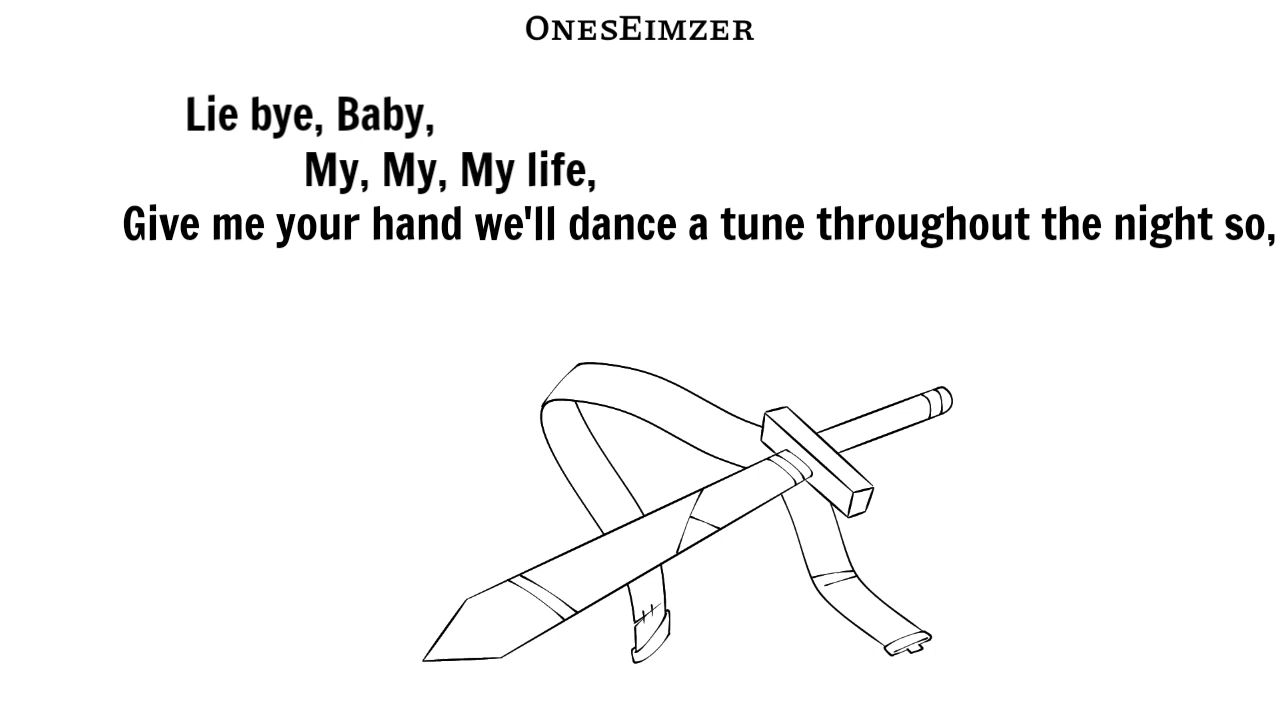 OnesEimzer
Lie bye, Baby,
My, My, My life,
Give me your hand we'll dance a tune throughout the night so,